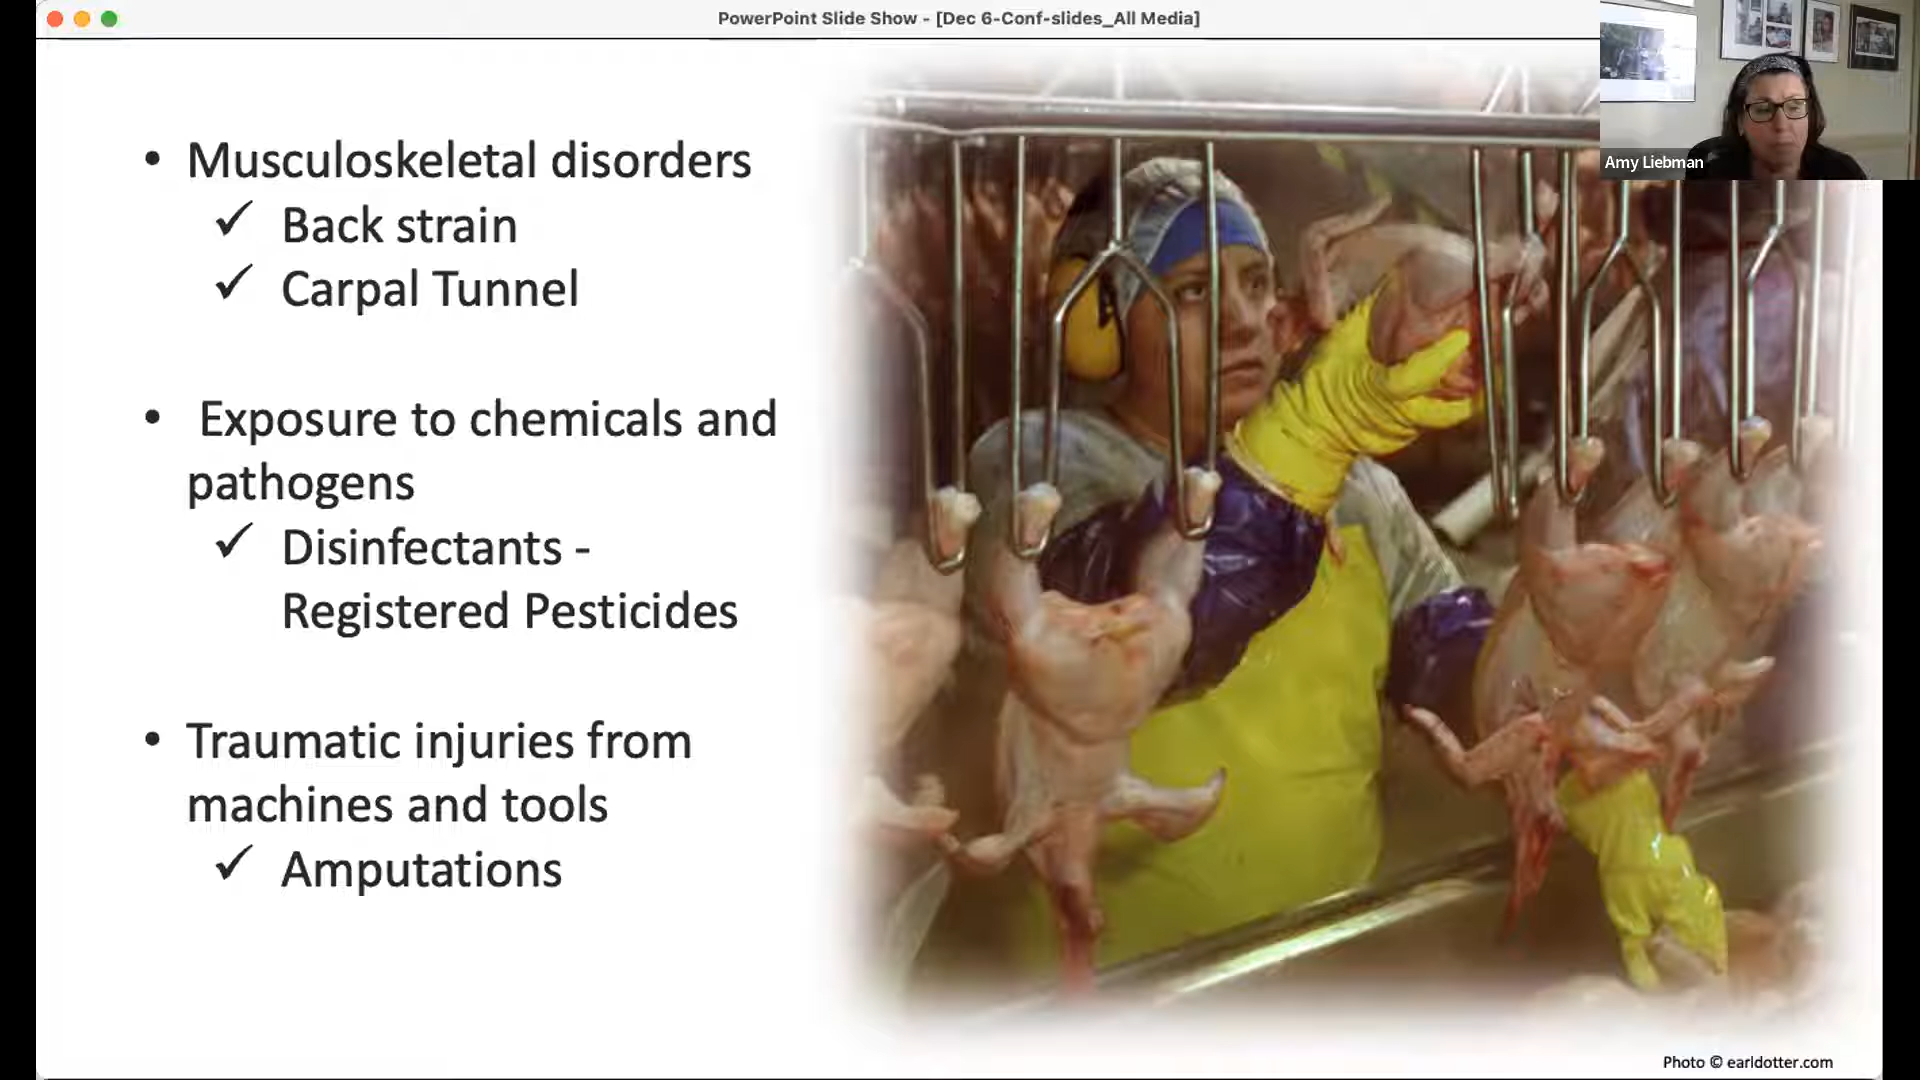 PowerPoint Slide Show - [Dec 6-Conf-slides_All Media]
Amy Liebman
• Musculoskeletal disorders
✓ Back strain
✓ Carpal Tunnel
• Exposure to chemicals and
pathogens
✓ Disinfectants -
Registered Pesticides
• Traumatic injuries from
machines and tools
✓ Amputations
Photo © earldotter.com